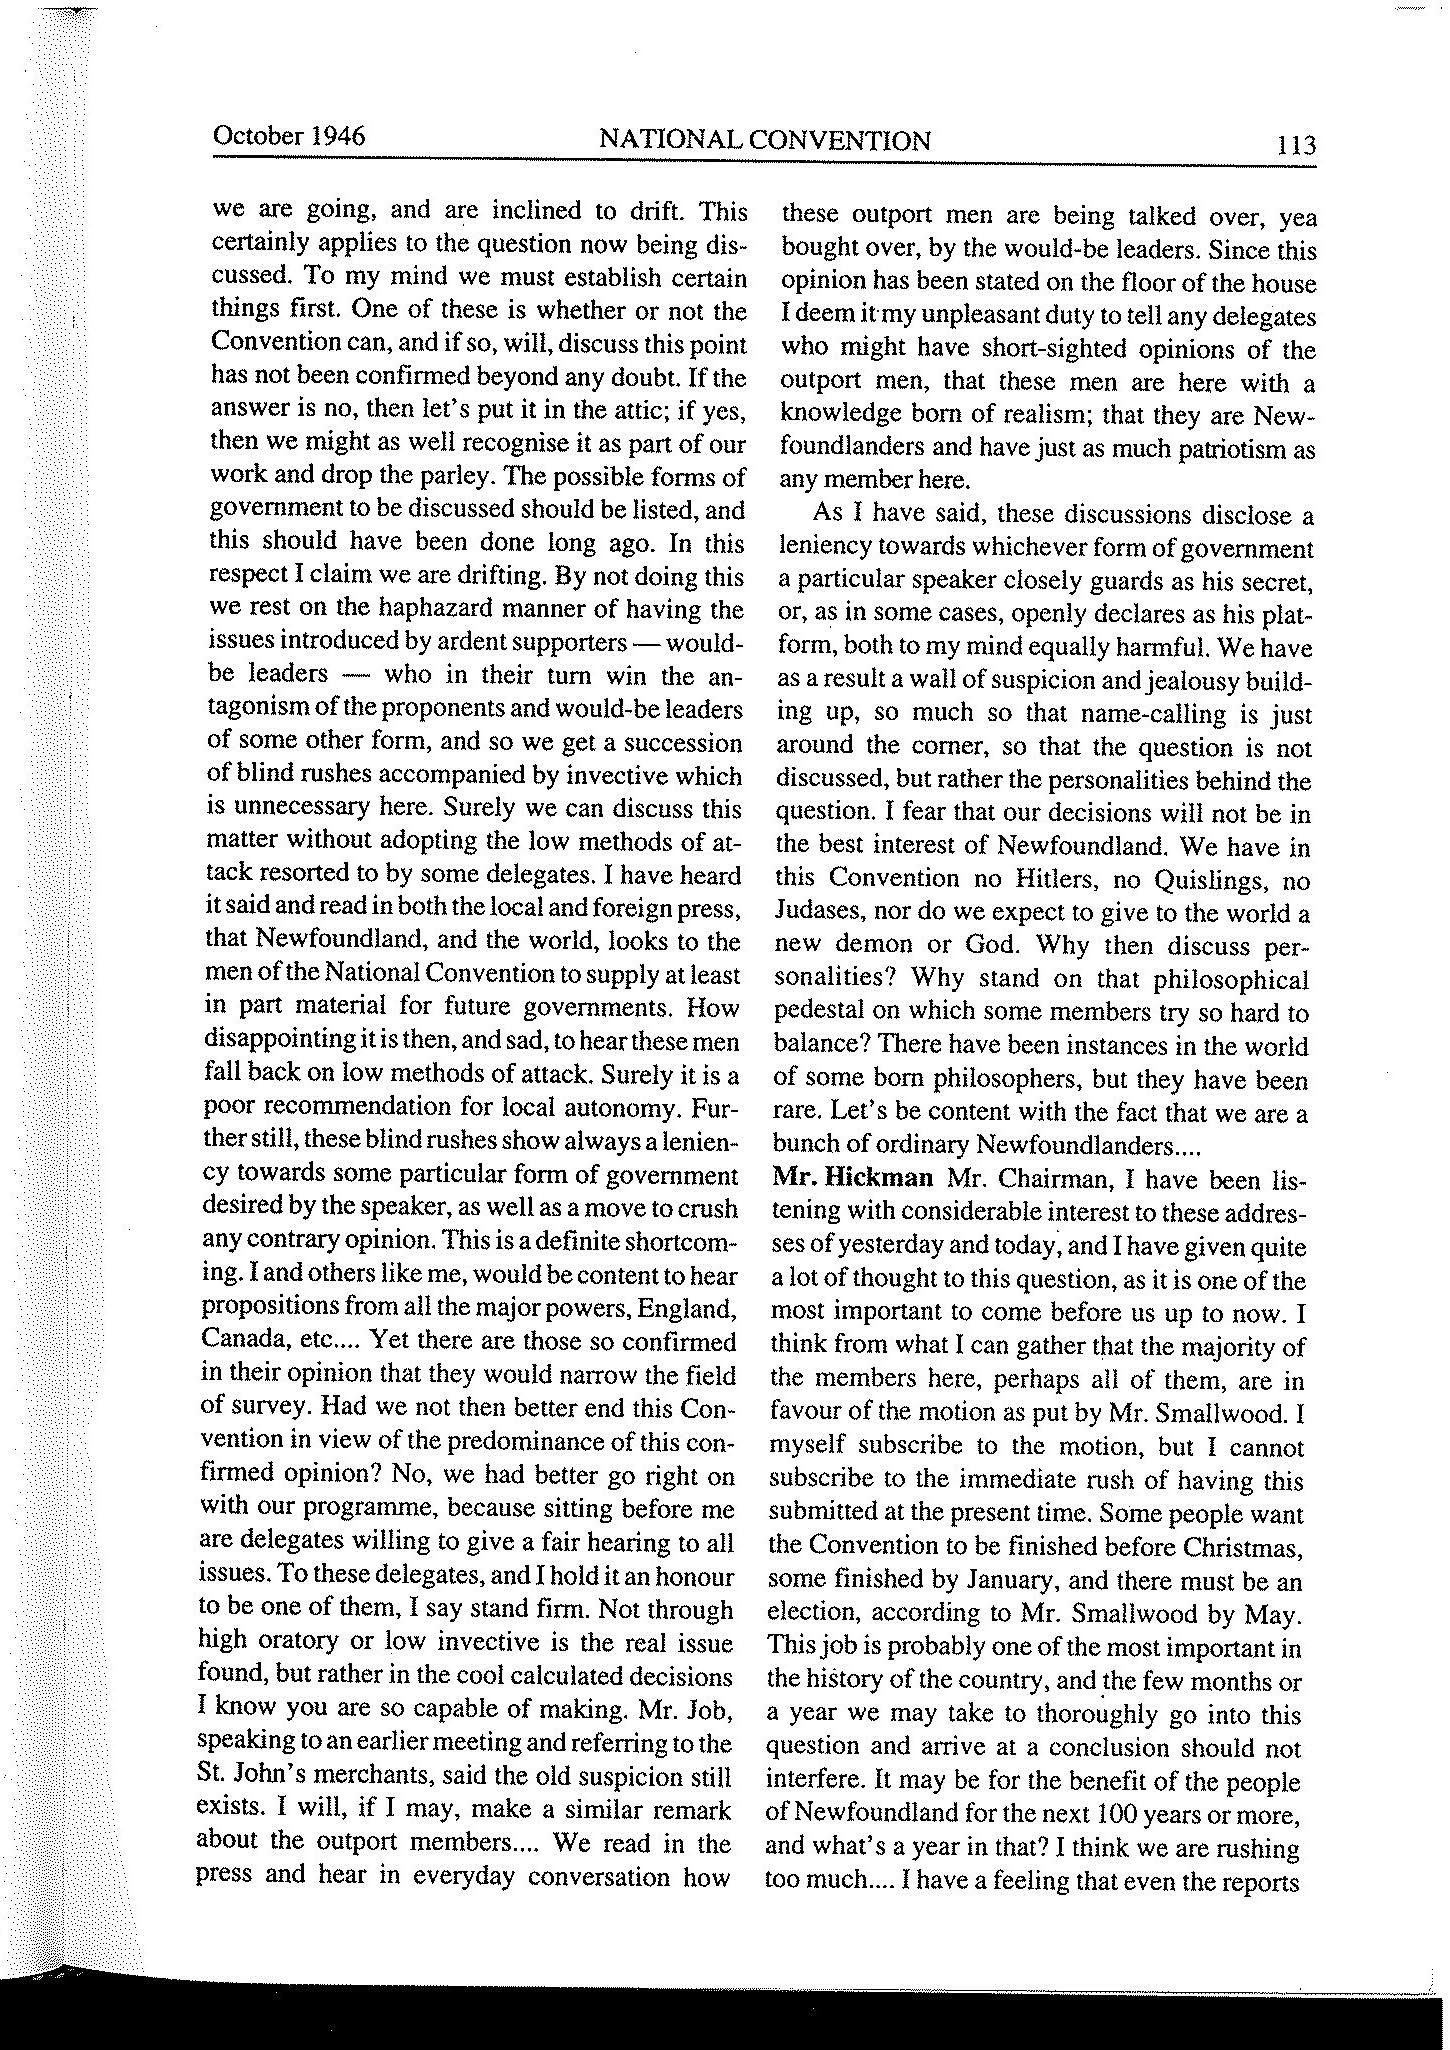 October 1946
NATIONAL CONVENTION
113
we are going, and are inclined to drift. This
certainly applies to the question now being dis-
cussed. To my mind we must establish certain
things first. One of these is whether or not the
Convention can, and if so, will, discuss this point
has not been confirmed beyond any doubt. If the
answer is no, then let's put it in the attic; if yes,
then we might as well recognise it as part of our
work and drop the parley. The possible forms of
government to be discussed should be listed, and
this should have been done long ago. In this
respect I claim we are drifting. By not doing this
we rest on the haphazard manner of having the
issues introduced by ardent supporters — would-
be leaders — who in their turn win the an-
tagonism of the proponents and would-be leaders
of some other form, and so we get a succession
of blind rushes accompanied by invective which
is unnecessary here. Surely we can discuss this
matter without adopting the low methods of at-
tack resorted to by some delegates. I have heard
it said and read in both the local and foreign press,
that Newfoundland, and the world, looks to the
men of the National Convention to supply at least
in part material for future governments. How
disappointing it is then, and sad, to hear these men
fall back on low methods of attack. Surely it is a
poor recommendation for local autonomy. Fur-
ther still, these blind rushes show always a lenien-
cy towards some particular form of government
desired by the speaker, as well as a move to crush
any contrary opinion. This is a definite shortcom-
ing. I and others like me, would be content to hear
propositions from all the major powers, England,
Canada, etc.... Yet there are those so confirmed
in their opinion that they would narrow the field
of survey. Had we not then better end this Con-
vention in view of the predominance of this con-
firmed opinion? No, we had better go right on
with our programme, because sitting before me
are delegates willing to give a fair hearing to all
issues. To these delegates, and I hold it an honour
to be one of them, I say stand firm. Not through
high oratory or low invective is the real issue
found, but rather in the cool calculated decisions
I know you are so capable of making. Mr. Job,
speaking to an earlier meeting and referring to the
St. John's merchants, said the old suspicion still
exists. I will, if I may, make a similar remark
about the outport members.... We read in the
press and hear in everyday conversation how
these outport men are being talked over, yea
bought over, by the would-be leaders. Since this
opinion has been stated on the floor of the house
I deem it my unpleasant duty to tell any delegates
who might have short-sighted opinions of the
outport men, that these men are here with a
knowledge born of realism; that they are New-
foundlanders and have just as much patriotism as
any member here.
As I have said, these discussions disclose a
leniency towards whichever form of government
a particular speaker closely guards as his secret,
or, as in some cases, openly declares as his plat-
form, both to my mind equally harmful. We have
as a result a wall of suspicion and jealousy build-
ing up, so much so that name-calling is just
around the corner, so that the question is not
discussed, but rather the personalities behind the
question. I fear that our decisions will not be in
the best interest of Newfoundland. We have in
this Convention no Hitlers, no Quislings, no
Judases, nor do we expect to give to the world a
new demon or God. Why then discuss per-
sonalities? Why stand on that philosophical
pedestal on which some members try so hard to
balance? There have been instances in the world
of some born philosophers, but they have been
rare. Let's be content with the fact that we are a
bunch of ordinary Newfoundlanders....
Mr. Hickman Mr. Chairman, I have been lis-
tening with considerable interest to these addres-
ses of yesterday and today, and I have given quite
a lot of thought to this question, as it is one of the
most important to come before us up to now. I
think from what I can gather that the majority of
the members here, perhaps all of them, are in
favour of the motion as put by Mr. Smallwood. I
myself subscribe to the motion, but I cannot
subscribe to the immediate rush of having this
submitted at the present time. Some people want
the Convention to be finished before Christmas,
some finished by January, and there must be an
election, according to Mr. Smallwood by May.
This job is probably one of the most important in
the history of the country, and the few months or
a year we may take to thoroughly go into this
question and arrive at a conclusion should not
interfere. It may be for the benefit of the people
of Newfoundland for the next 100 years or more,
and what's a year in that? I think we are rushing
too much.... I have a feeling that even the reports